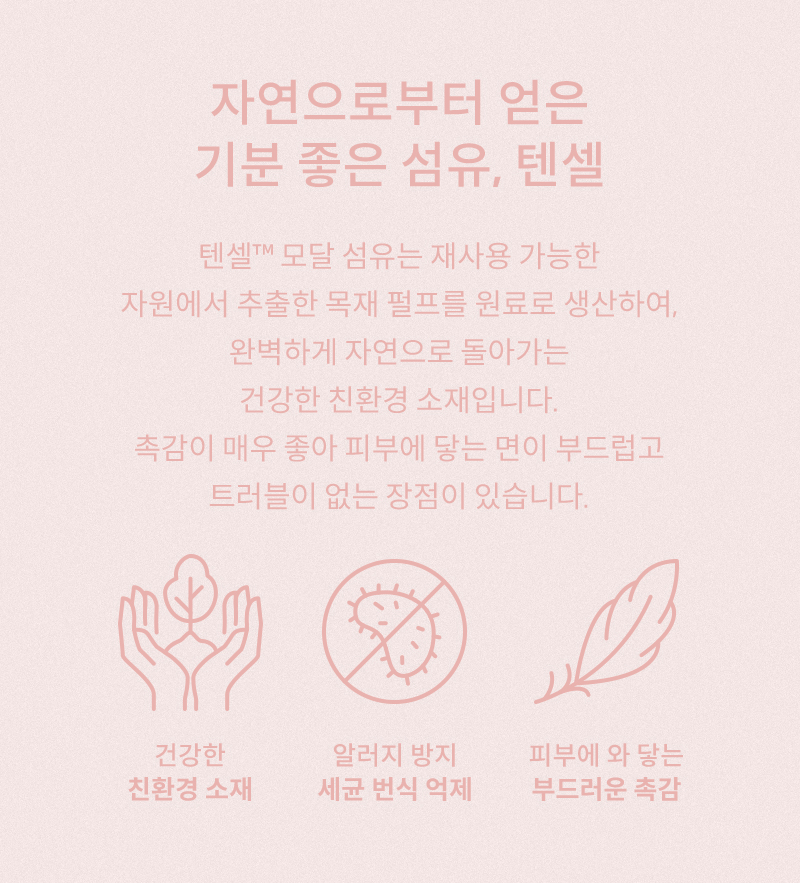 자연으로부터 얻은
기분 좋은 섬유, 텐셀
텐셀™ 모달 섬유는 재사용 가능한
자원에서 추출한 목재 펄프를 원료로 생산하여,
완벽하게 자연으로 돌아가는
건강한 친환경 소재입니다.
촉감이 매우 좋아 피부에 닿는 면이 부드럽고
트러블이 없는 장점이 있습니다.
건강한
친환경 소재
알러지 방지
세균 번식 억제
피부에 와 닿는
부드러운 촉감